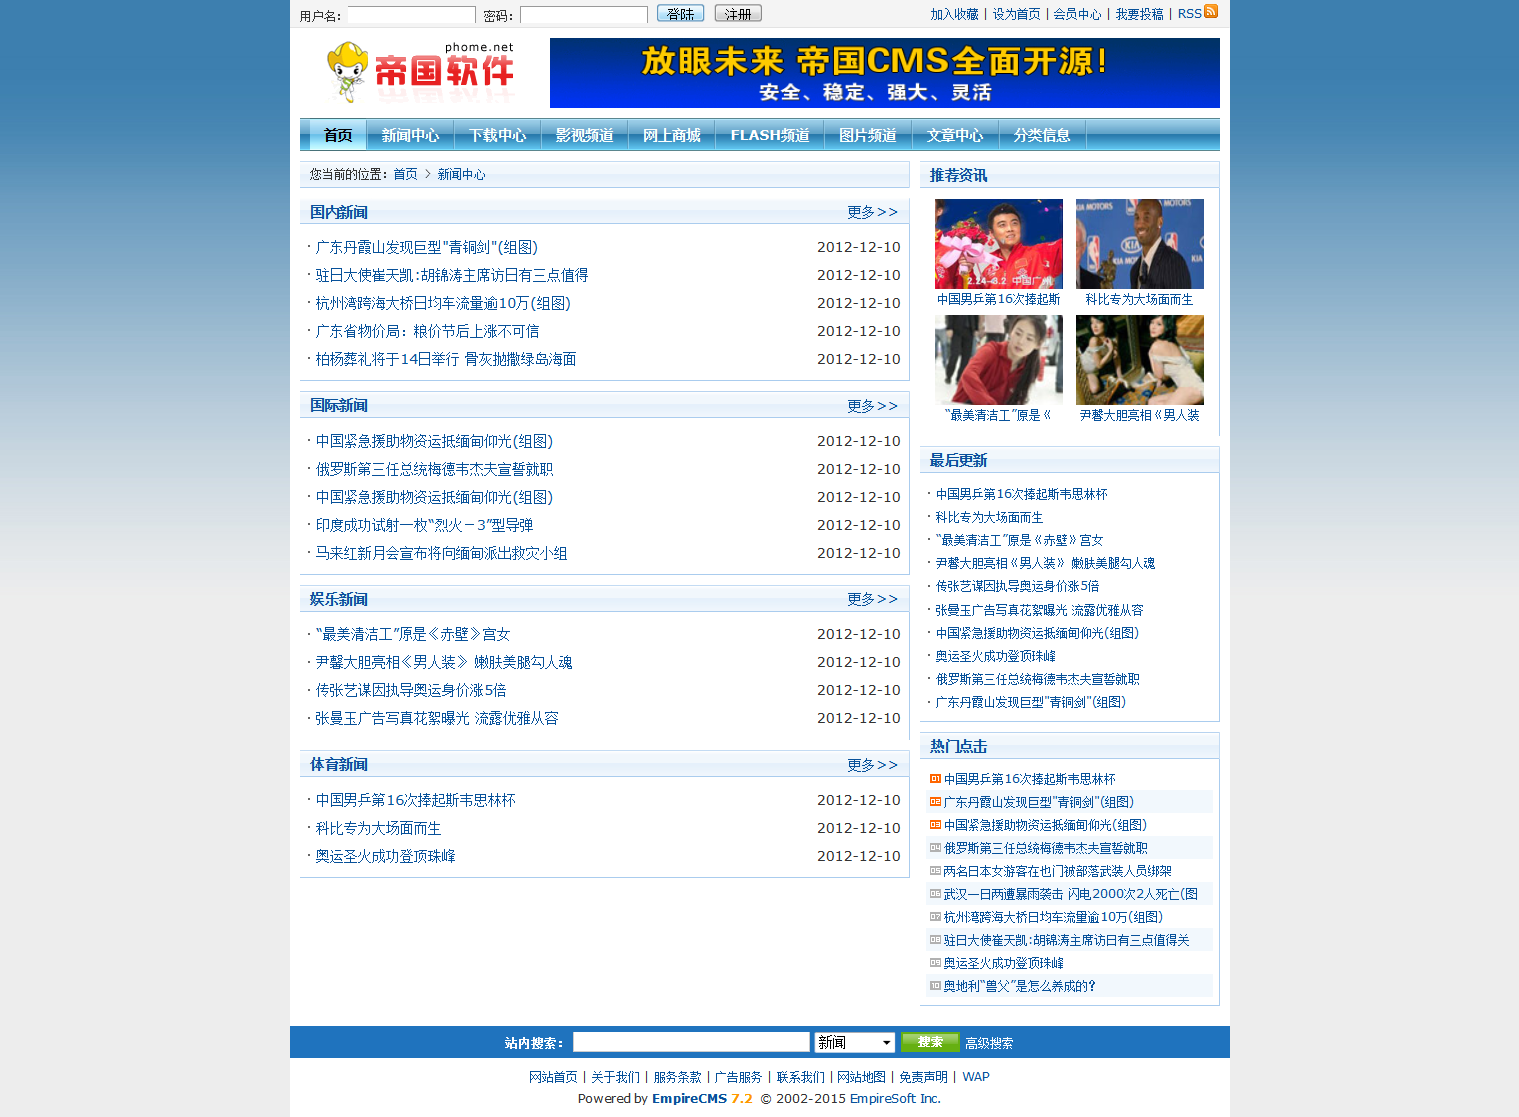 用户名： 密码： 登陆 注册 加入收藏 | 设为首页 | 会员中心 | 我要投稿 | RSS
phome.net
帝国软件
放眼未来 帝国CMS全面开源！
安全、稳定、强大、灵活
首页 新闻中心 下载中心 影视频道 网上商城 FLASH频道 图片频道 文章中心 分类信息
您当前的位置：首页 > 新闻中心
国内新闻 更多>>
· 广东丹霞山发现巨型"青铜剑"(组图) 2012-12-10
· 驻日大使崔天凯:胡锦涛主席访日有三点值得 2012-12-10
· 杭州湾跨海大桥日均车流量逾10万(组图) 2012-12-10
· 广东省物价局：粮价节后上涨不可信 2012-12-10
· 柏杨葬礼将于14日举行 骨灰抛撒绿岛海面 2012-12-10
国际新闻 更多>>
· 中国紧急援助物资运抵缅甸仰光(组图) 2012-12-10
· 俄罗斯第三任总统梅德韦杰夫宣誓就职 2012-12-10
· 中国紧急援助物资运抵缅甸仰光(组图) 2012-12-10
· 印度成功试射一枚“烈火－3”型导弹 2012-12-10
· 马来红新月会宣布将向缅甸派出救灾小组 2012-12-10
娱乐新闻 更多>>
· “最美清洁工”原是《赤壁》宫女 2012-12-10
· 尹馨大胆亮相《男人装》 嫩肤美腿勾人魂 2012-12-10
· 传张艺谋因执导奥运身价涨5倍 2012-12-10
· 张曼玉广告写真花絮曝光 流露优雅从容 2012-12-10
体育新闻 更多>>
· 中国男乒第16次捧起斯韦思林杯 2012-12-10
· 科比专为大场面而生 2012-12-10
· 奥运圣火成功登顶珠峰 2012-12-10
推荐资讯
2.24-3.2 中国广州
MOTORS
KIA MOTORS
KIA
中国男乒第16次捧起斯 科比专为大场面而生
“最美清洁工”原是《 尹馨大胆亮相《男人装
最后更新
· 中国男乒第16次捧起斯韦思林杯
· 科比专为大场面而生
· “最美清洁工”原是《赤壁》宫女
· 尹馨大胆亮相《男人装》 嫩肤美腿勾人魂
· 传张艺谋因执导奥运身价涨5倍
· 张曼玉广告写真花絮曝光 流露优雅从容
· 中国紧急援助物资运抵缅甸仰光(组图)
· 奥运圣火成功登顶珠峰
· 俄罗斯第三任总统梅德韦杰夫宣誓就职
· 广东丹霞山发现巨型"青铜剑"(组图)
热门点击
01 中国男乒第16次捧起斯韦思林杯
02 广东丹霞山发现巨型"青铜剑"(组图)
03 中国紧急援助物资运抵缅甸仰光(组图)
04 俄罗斯第三任总统梅德韦杰夫宣誓就职
05 两名日本女游客在也门被部落武装人员绑架
06 武汉一日两遭暴雨袭击 闪电2000次2人死亡(图
07 杭州湾跨海大桥日均车流量逾10万(组图)
08 驻日大使崔天凯:胡锦涛主席访日有三点值得关
09 奥运圣火成功登顶珠峰
10 奥地利“兽父”是怎么养成的？
站内搜索： 新闻 搜索 高级搜索
网站首页 | 关于我们 | 服务条款 | 广告服务 | 联系我们 | 网站地图 | 免责声明 | WAP
Powered by EmpireCMS 7.2 © 2002-2015 EmpireSoft Inc.